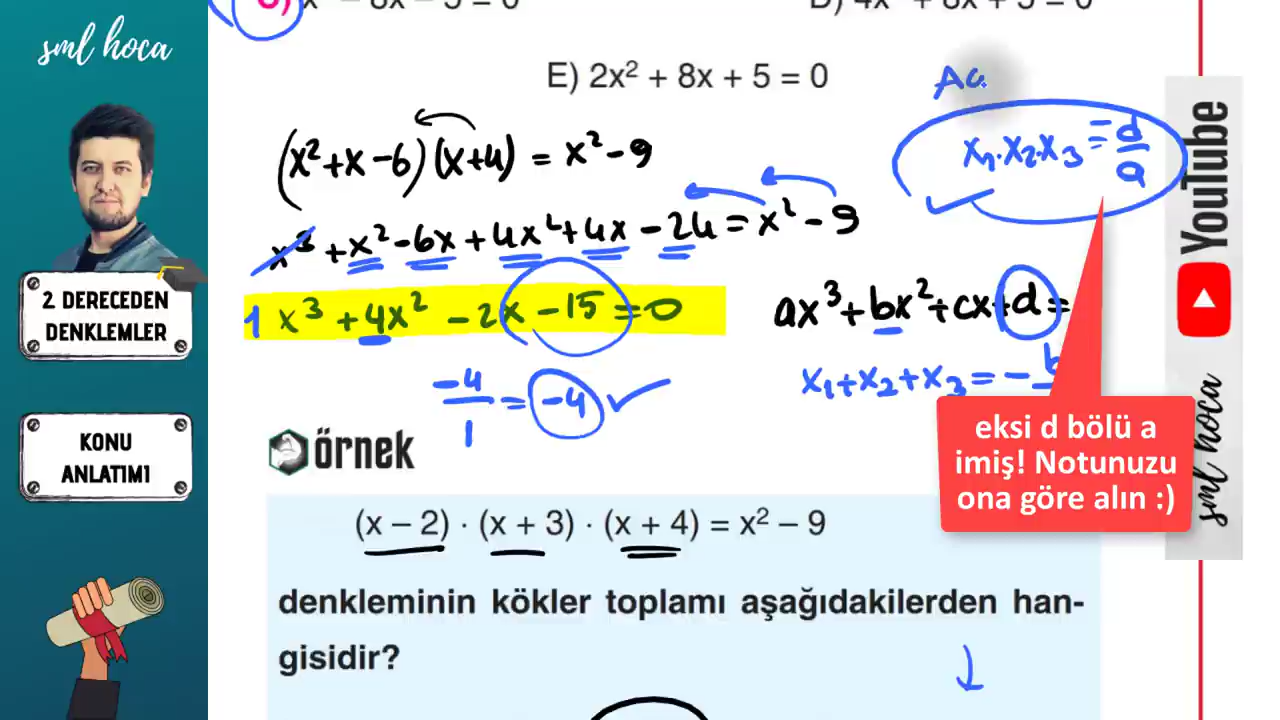 sml hoca
2 DERECEDEN
DENKLEMLER
KONU
ANLATIMI
E) 2x² + 8x + 5 = 0
(x²+x-6)(x+4) = x²-9
x³ +x²-6x+4x²+4x-24=x²-9
1x³+4x²-2x-15=0
-4/1 = -4
x₁·x₂·x₃ = -d/a
ax³+bx²+cx+d=
x₁+x₂+x₃=-
eksi d bölü a
imiş! Notunuzu
ona göre alın :)
örnek
(x – 2) · (x + 3) · (x + 4) = x² – 9
denkleminin kökler toplamı aşağıdakilerden han-
gisidir?
YouTube
sml hoca